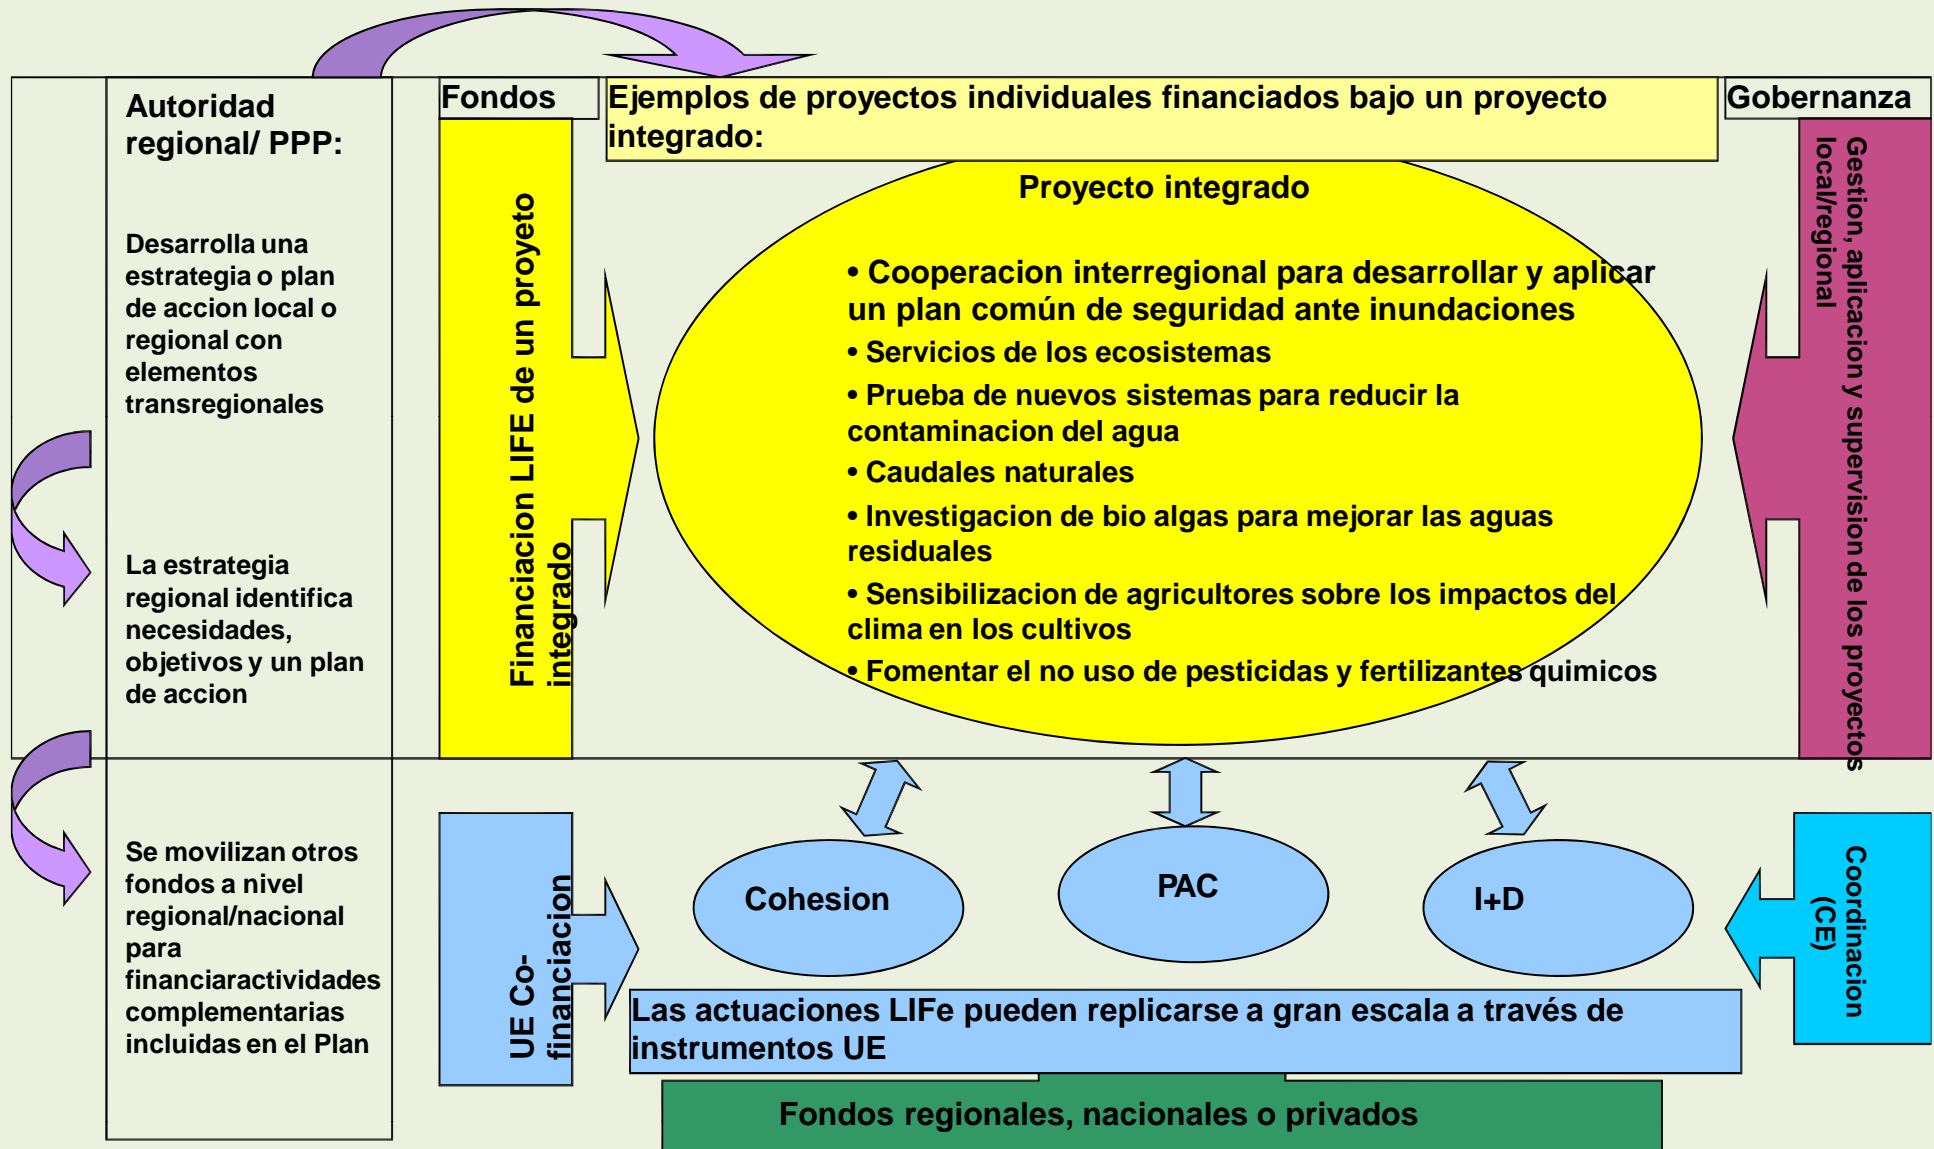 Autoridad
regional/ PPP:
Desarrolla una
estrategia o plan
de accion local o
regional con
elementos
transregionales
La estrategia
regional identifica
necesidades,
objetivos y un plan
de accion
Se movilizan otros
fondos a nivel
regional/nacional
para
financiaractividades
complementarias
incluidas en el Plan
Fondos
Financiacion LIFE de un proyeto
integrado
Ejemplos de proyectos individuales financiados bajo un proyecto
integrado:
Proyecto integrado
• Cooperacion interregional para desarrollar y aplicar
un plan común de seguridad ante inundaciones
• Servicios de los ecosistemas
• Prueba de nuevos sistemas para reducir la
contaminacion del agua
• Caudales naturales
• Investigacion de bio algas para mejorar las aguas
residuales
• Sensibilizacion de agricultores sobre los impactos del
clima en los cultivos
• Fomentar el no uso de pesticidas y fertilizantes quimicos
Gobernanza
Gestion, aplicacion y supervision de los proyectos
local/regional
UE Co-
financiacion
Cohesion
PAC
I+D
Coordinacion
(CE)
Las actuaciones LIFe pueden replicarse a gran escala a través de
instrumentos UE
Fondos regionales, nacionales o privados